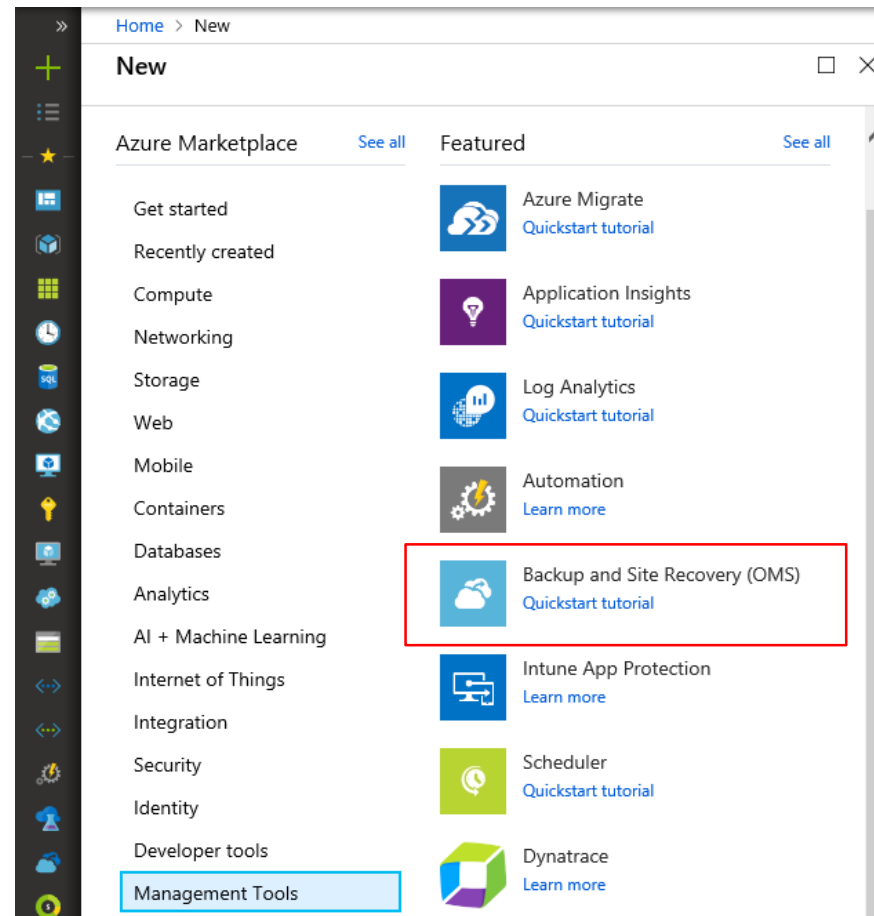 Home > New
New
Azure Marketplace See all
Get started
Recently created
Compute
Networking
Storage
Web
Mobile
Containers
Databases
Analytics
AI + Machine Learning
Internet of Things
Integration
Security
Identity
Developer tools
Management Tools
Featured See all
Azure Migrate
Quickstart tutorial
Application Insights
Quickstart tutorial
Log Analytics
Quickstart tutorial
Automation
Learn more
Backup and Site Recovery (OMS)
Quickstart tutorial
Intune App Protection
Learn more
Scheduler
Quickstart tutorial
Dynatrace
Learn more
SQL